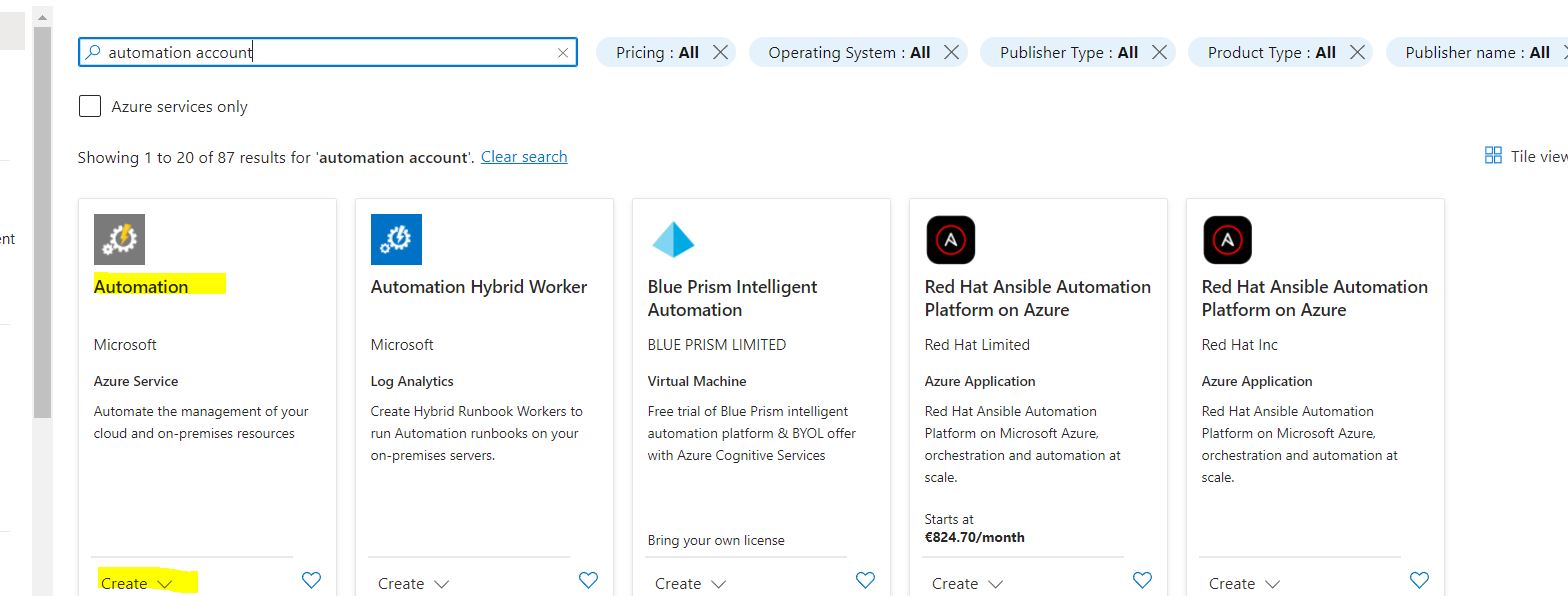 automation account
Pricing : All
Operating System : All
Publisher Type : All
Product Type : All
Publisher name : All
Azure services only
Showing 1 to 20 of 87 results for 'automation account'. Clear search
Tile view
ent
Automation
Microsoft
Azure Service
Automate the management of your
cloud and on-premises resources
Create
Automation Hybrid Worker
Microsoft
Log Analytics
Create Hybrid Runbook Workers to
run Automation runbooks on your
on-premises servers.
Create
Blue Prism Intelligent
Automation
BLUE PRISM LIMITED
Virtual Machine
Free trial of Blue Prism intelligent
automation platform & BYOL offer
with Azure Cognitive Services
Bring your own license
Create
Red Hat Ansible Automation
Platform on Azure
Red Hat Limited
Azure Application
Red Hat Ansible Automation
Platform on Microsoft Azure,
orchestration and automation at
scale.
Starts at
€824.70/month
Create
Red Hat Ansible Automation
Platform on Azure
Red Hat Inc
Azure Application
Red Hat Ansible Automation
Platform on Microsoft Azure,
orchestration and automation at
scale.
Create